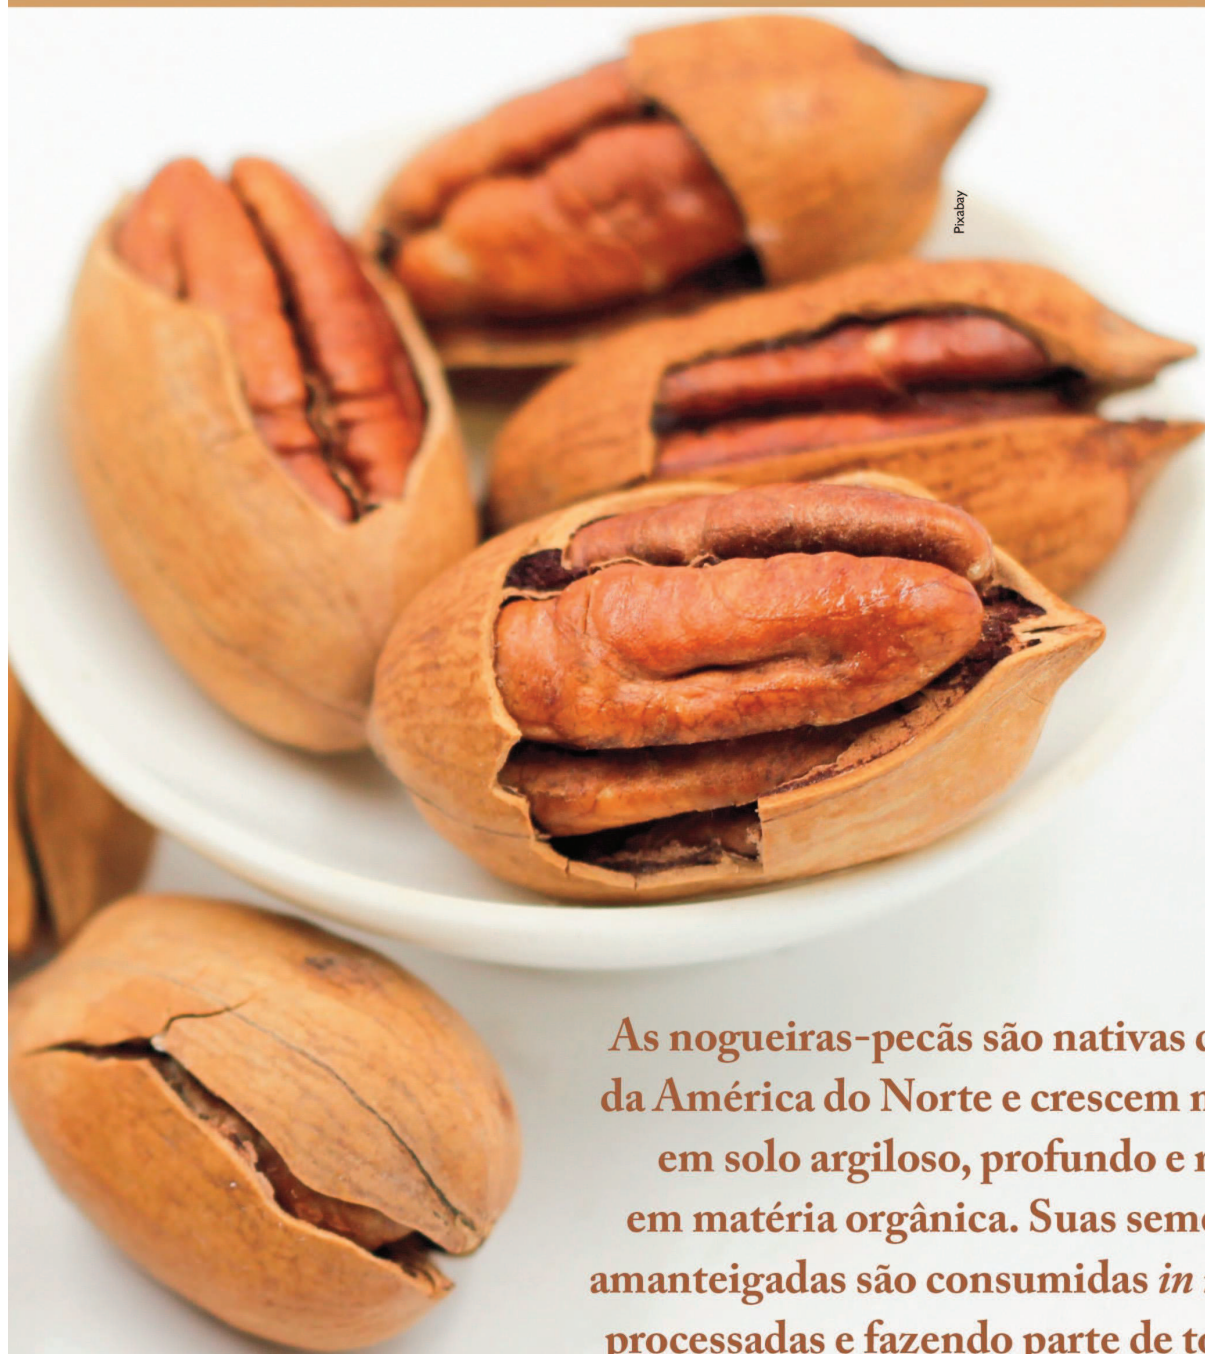 Pixabay
As nogueiras-pecãs são nativas
da América do Norte e crescem
em solo argiloso, profundo e
em matéria orgânica. Suas
amanteigadas são consumidas in
processadas e fazendo parte de